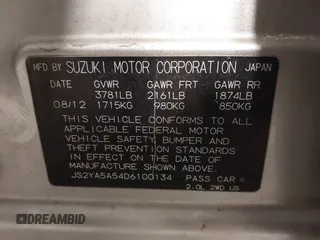 MFD BY SUZUKI MOTOR CORPORATION JAPAN
DATE GVWR GAWR FRT GAWR RR
3781LB 2161LB 1874LB
08/12 1715KG 980KG 850KG
THIS VEHICLE CONFORMS TO ALL
APPLICABLE FEDERAL MOTOR
VEHICLE SAFETY, BUMPER, AND
THEFT PREVENTION STANDARDS
IN EFFECT ON THE DATE OF
MANUFACTURE SHOWN ABOVE.
JS2YA5A54D6100134 PASS CAR
2.0L 2WD US
DREAMBID